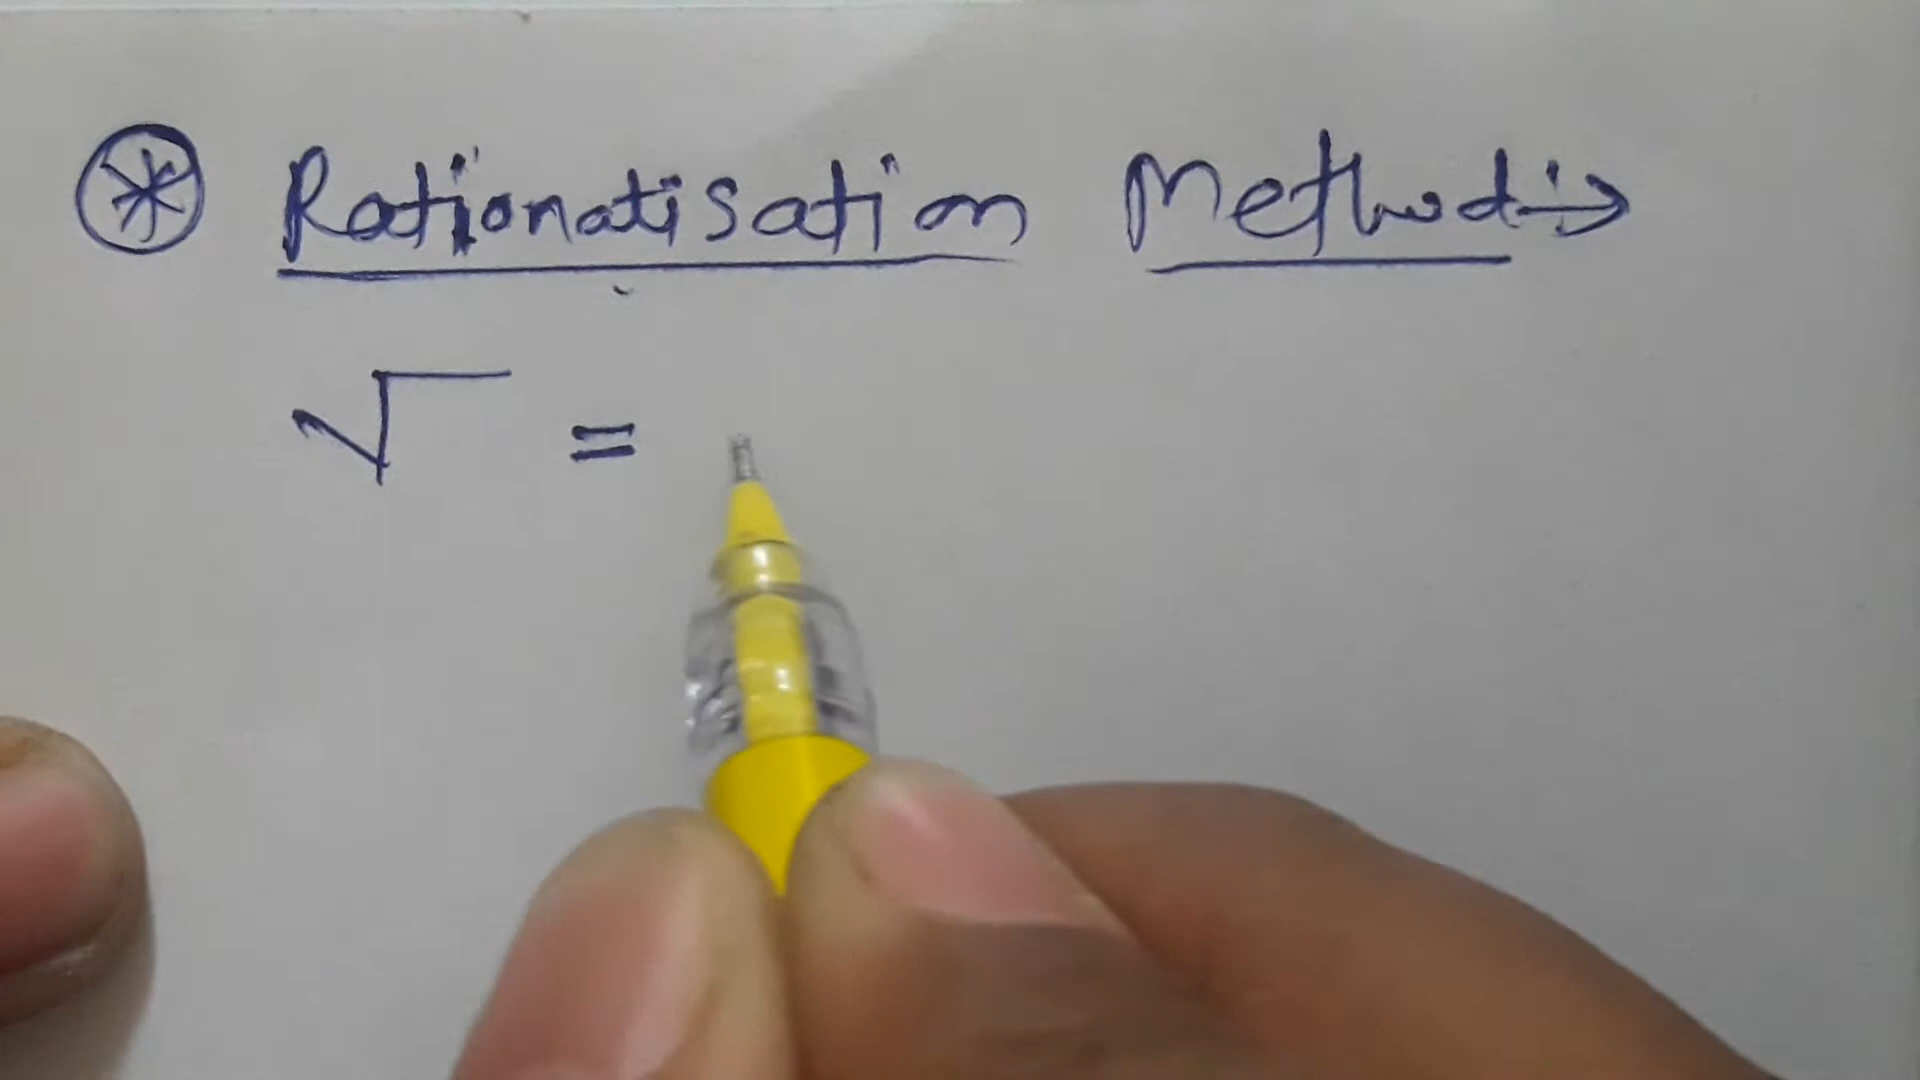 ⊛ Rationatisation Method:→
√ =